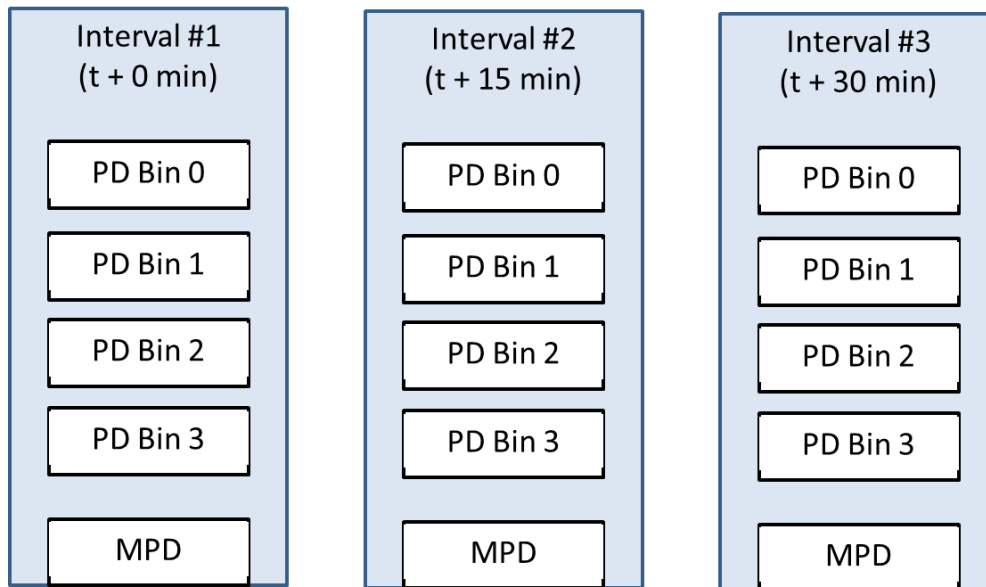 Interval #1
(t + 0 min)
PD Bin 0
PD Bin 1
PD Bin 2
PD Bin 3
MPD
Interval #2
(t + 15 min)
PD Bin 0
PD Bin 1
PD Bin 2
PD Bin 3
MPD
Interval #3
(t + 30 min)
PD Bin 0
PD Bin 1
PD Bin 2
PD Bin 3
MPD